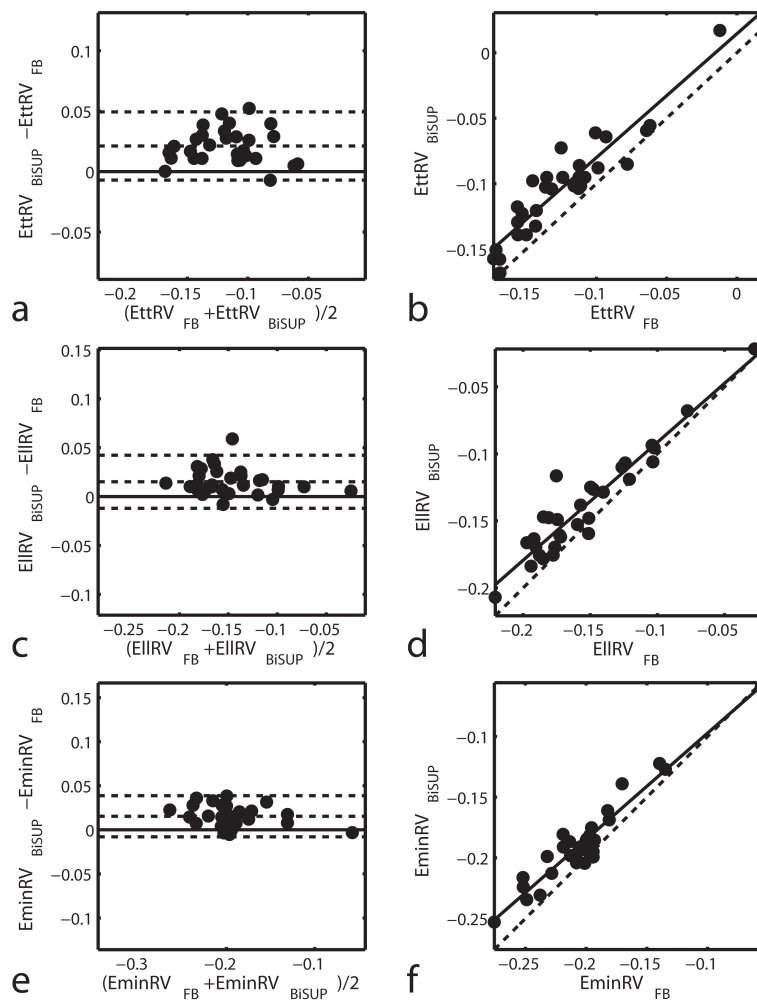 0.1
0.05
0
−0.05
EttRV BiSUP −EttRV FB
−0.2 −0.15 −0.1 −0.05
(EttRV FB +EttRV BiSUP )/2
a
0
−0.05
−0.1
−0.15
EttRV BiSUP
−0.15 −0.1 −0.05 0
EttRV FB
b
0.15
0.1
0.05
0
−0.05
−0.1
EllRV BiSUP −EllRV FB
−0.25 −0.2 −0.15 −0.1 −0.05
(EllRV FB +EllRV BiSUP )/2
c
−0.05
−0.1
−0.15
−0.2
EllRV BiSUP
−0.2 −0.15 −0.1 −0.05
EllRV FB
d
0.15
0.1
0.05
0
−0.05
−0.1
EminRV BiSUP −EminRV FB
−0.3 −0.2 −0.1
(EminRV FB +EminRV BiSUP )/2
e
−0.1
−0.15
−0.2
−0.25
EminRV BiSUP
−0.25 −0.2 −0.15 −0.1
EminRV FB
f